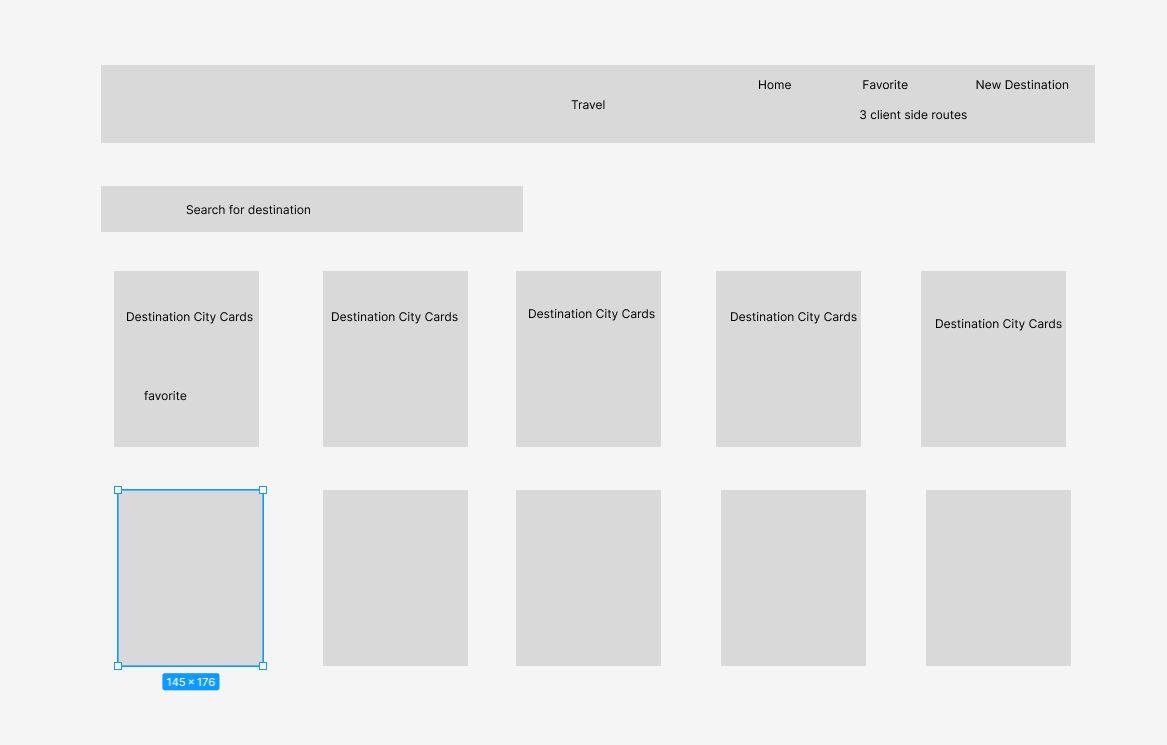 Home
Favorite
New Destination
Travel
3 client side routes
Search for destination
Destination City Cards
Destination City Cards
Destination City Cards
Destination City Cards
Destination City Cards
favorite
145 × 176